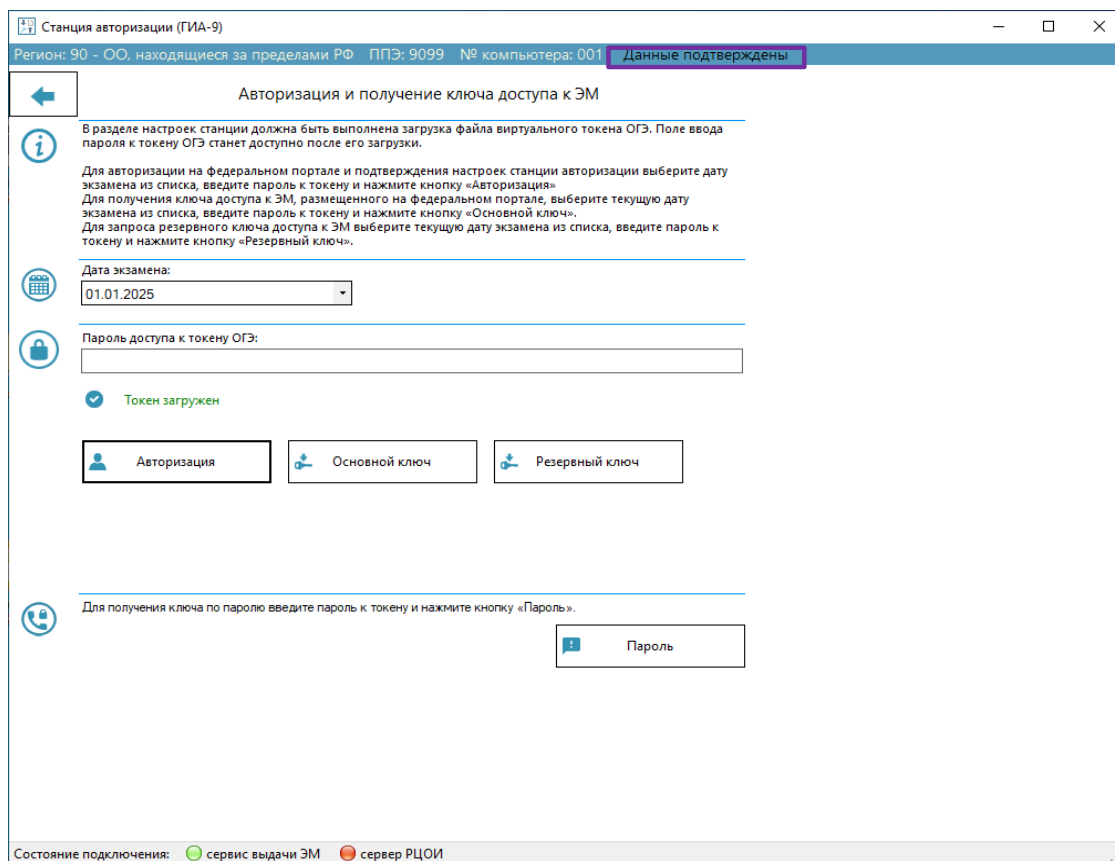 Станция авторизации (ГИА-9)
Регион: 90 - ОО, находящиеся за пределами РФ ППЭ: 9099 № компьютера: 001 Данные подтверждены
Авторизация и получение ключа доступа к ЭМ
В разделе настроек станции должна быть выполнена загрузка файла виртуального токена ОГЭ. Поле ввода
пароля к токену ОГЭ станет доступно после его загрузки.
Для авторизации на федеральном портале и подтверждения настроек станции авторизации выберите дату
экзамена из списка, введите пароль к токену и нажмите кнопку «Авторизация»
Для получения ключа доступа к ЭМ, размещенного на федеральном портале, выберите текущую дату
экзамена из списка, введите пароль к токену и нажмите кнопку «Основной ключ».
Для запроса резервного ключа доступа к ЭМ выберите текущую дату экзамена из списка, введите пароль к
токену и нажмите кнопку «Резервный ключ».
Дата экзамена:
01.01.2025
Пароль доступа к токену ОГЭ:
Токен загружен
Авторизация Основной ключ Резервный ключ
Для получения ключа по паролю введите пароль к токену и нажмите кнопку «Пароль».
Пароль
Состояние подключения: сервис выдачи ЭМ сервер РЦОИ